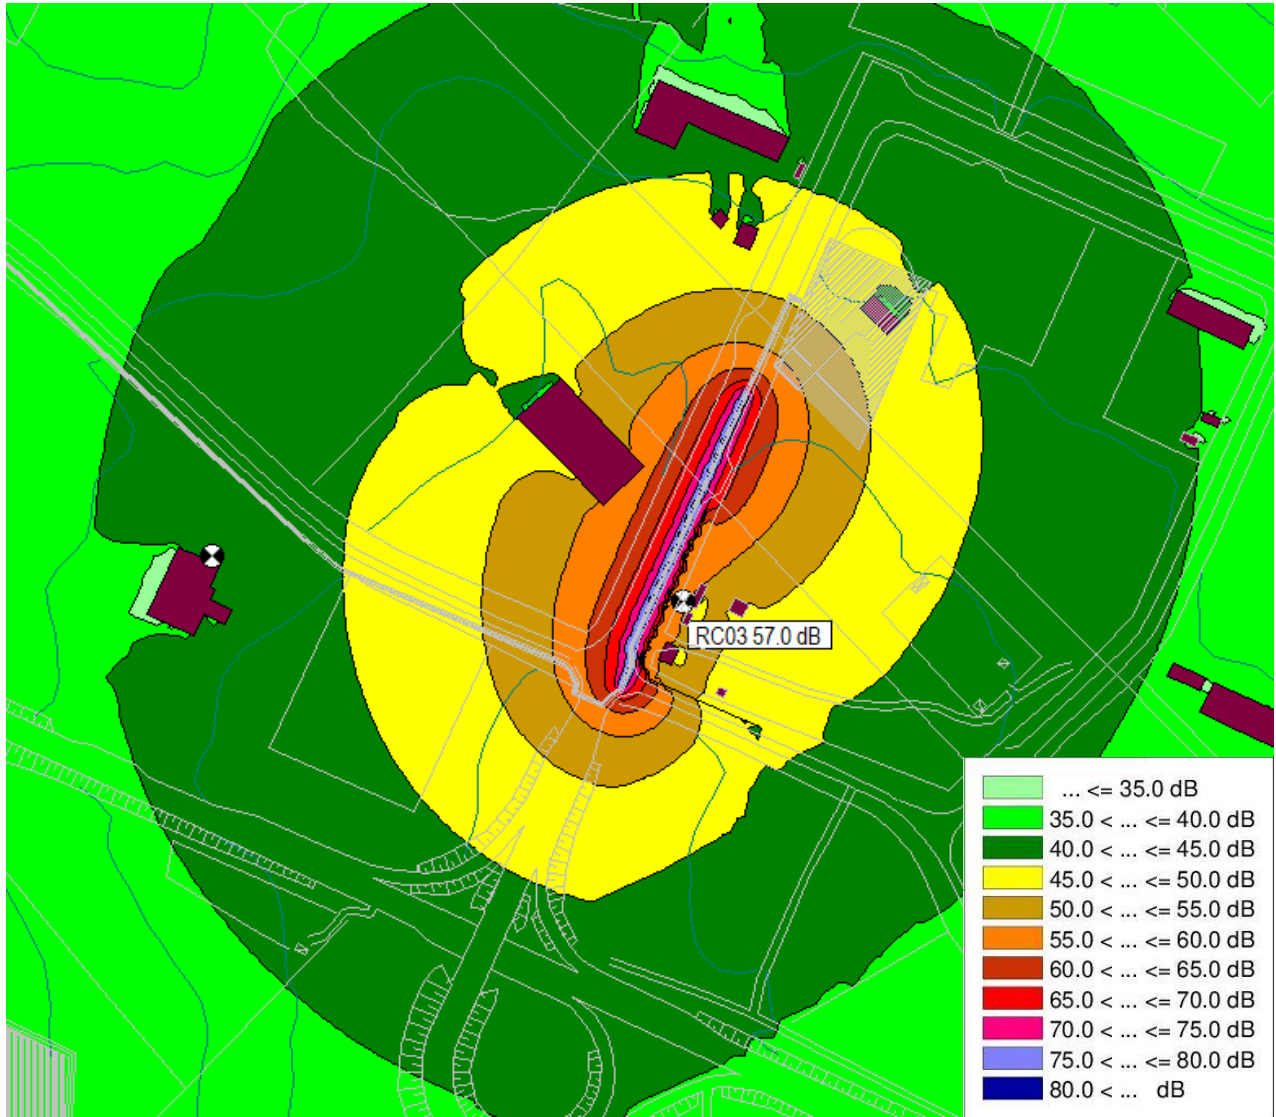 RC03 57.0 dB
... <= 35.0 dB
35.0 < ... <= 40.0 dB
40.0 < ... <= 45.0 dB
45.0 < ... <= 50.0 dB
50.0 < ... <= 55.0 dB
55.0 < ... <= 60.0 dB
60.0 < ... <= 65.0 dB
65.0 < ... <= 70.0 dB
70.0 < ... <= 75.0 dB
75.0 < ... <= 80.0 dB
80.0 < ... dB